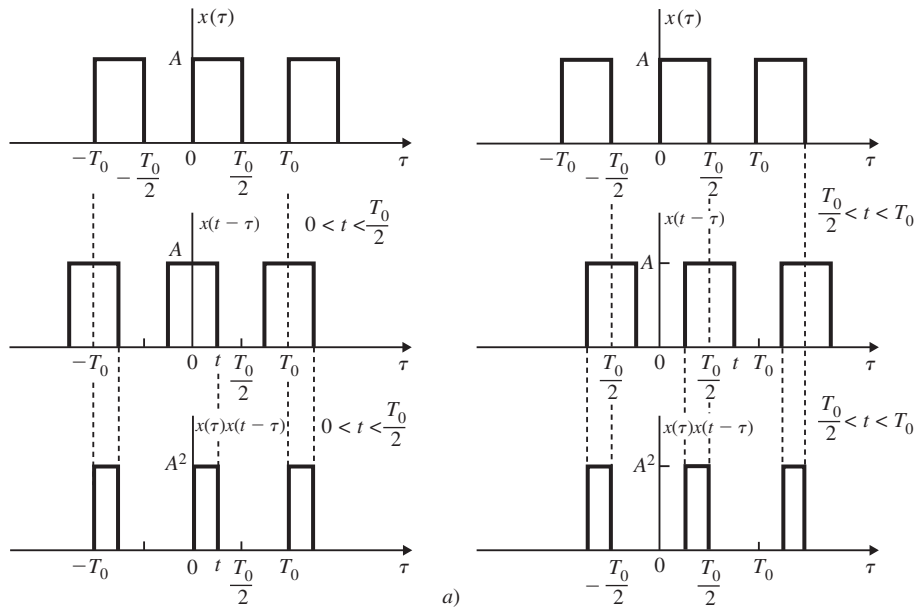 x(τ)
A
−T₀
−T₀/2
0
T₀/2
T₀
τ
x(τ)
A
−T₀
−T₀/2
0
T₀/2
T₀
τ
x(t − τ)
0 < t < T₀/2
A
−T₀
0
t
T₀/2
T₀
τ
x(t − τ)
T₀/2 < t < T₀
A
−T₀/2
0
T₀/2
t
T₀
τ
x(τ)x(t − τ)
0 < t < T₀/2
A²
−T₀
0
t
T₀/2
T₀
τ
x(τ)x(t − τ)
T₀/2 < t < T₀
A²
−T₀/2
0
T₀/2
T₀
τ
a)